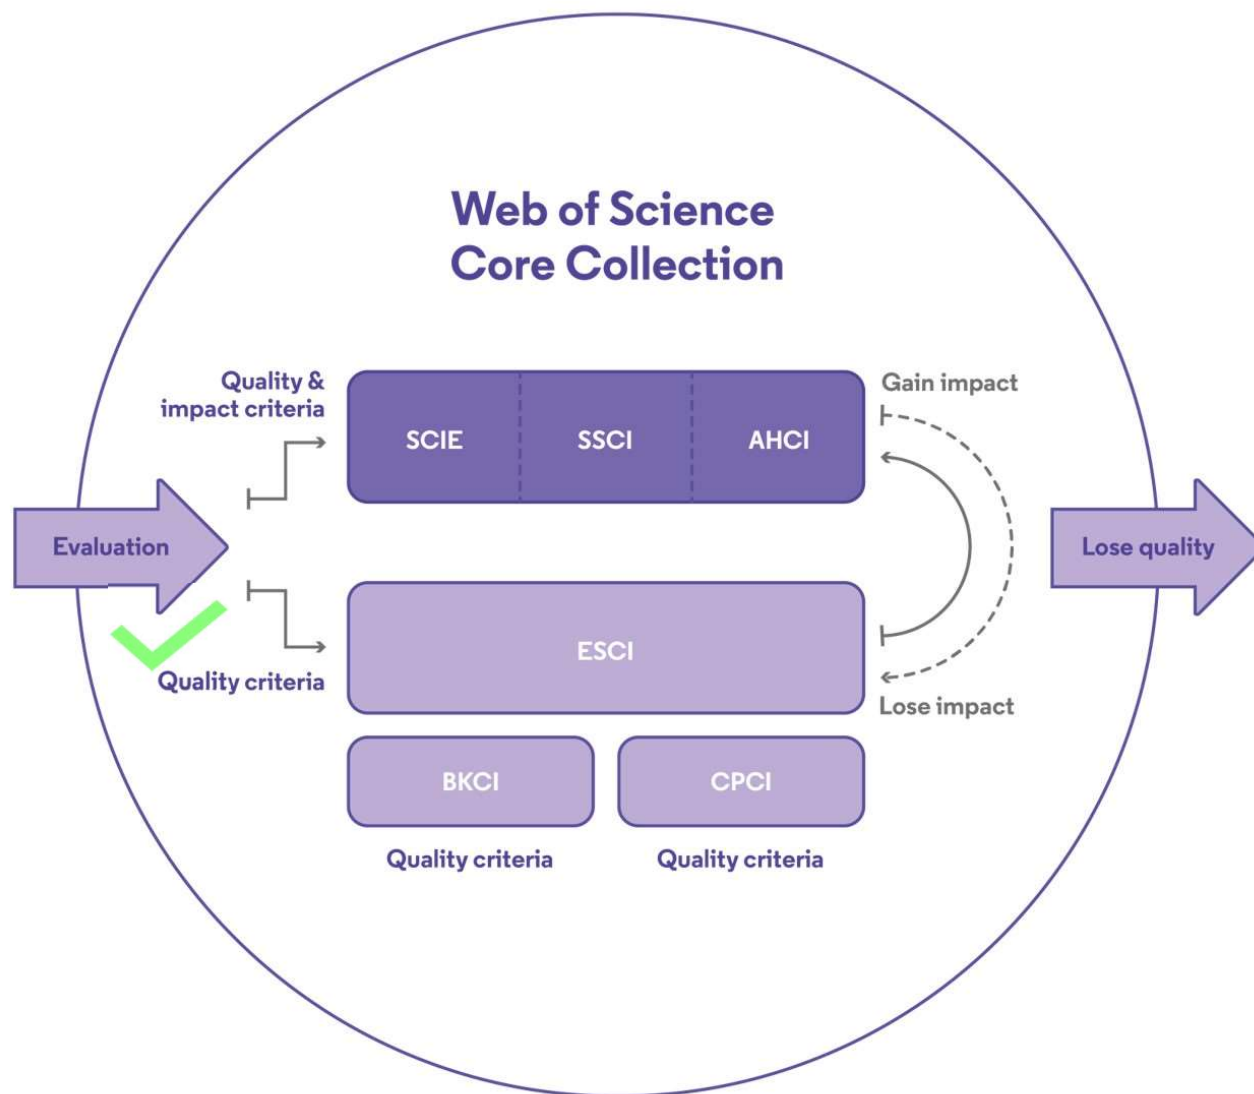 Web of Science
Core Collection
Quality &
impact criteria
SCIE
SSCI
AHCI
Gain impact
Evaluation
Lose quality
ESCI
Quality criteria
Lose impact
BKCI
CPCI
Quality criteria
Quality criteria